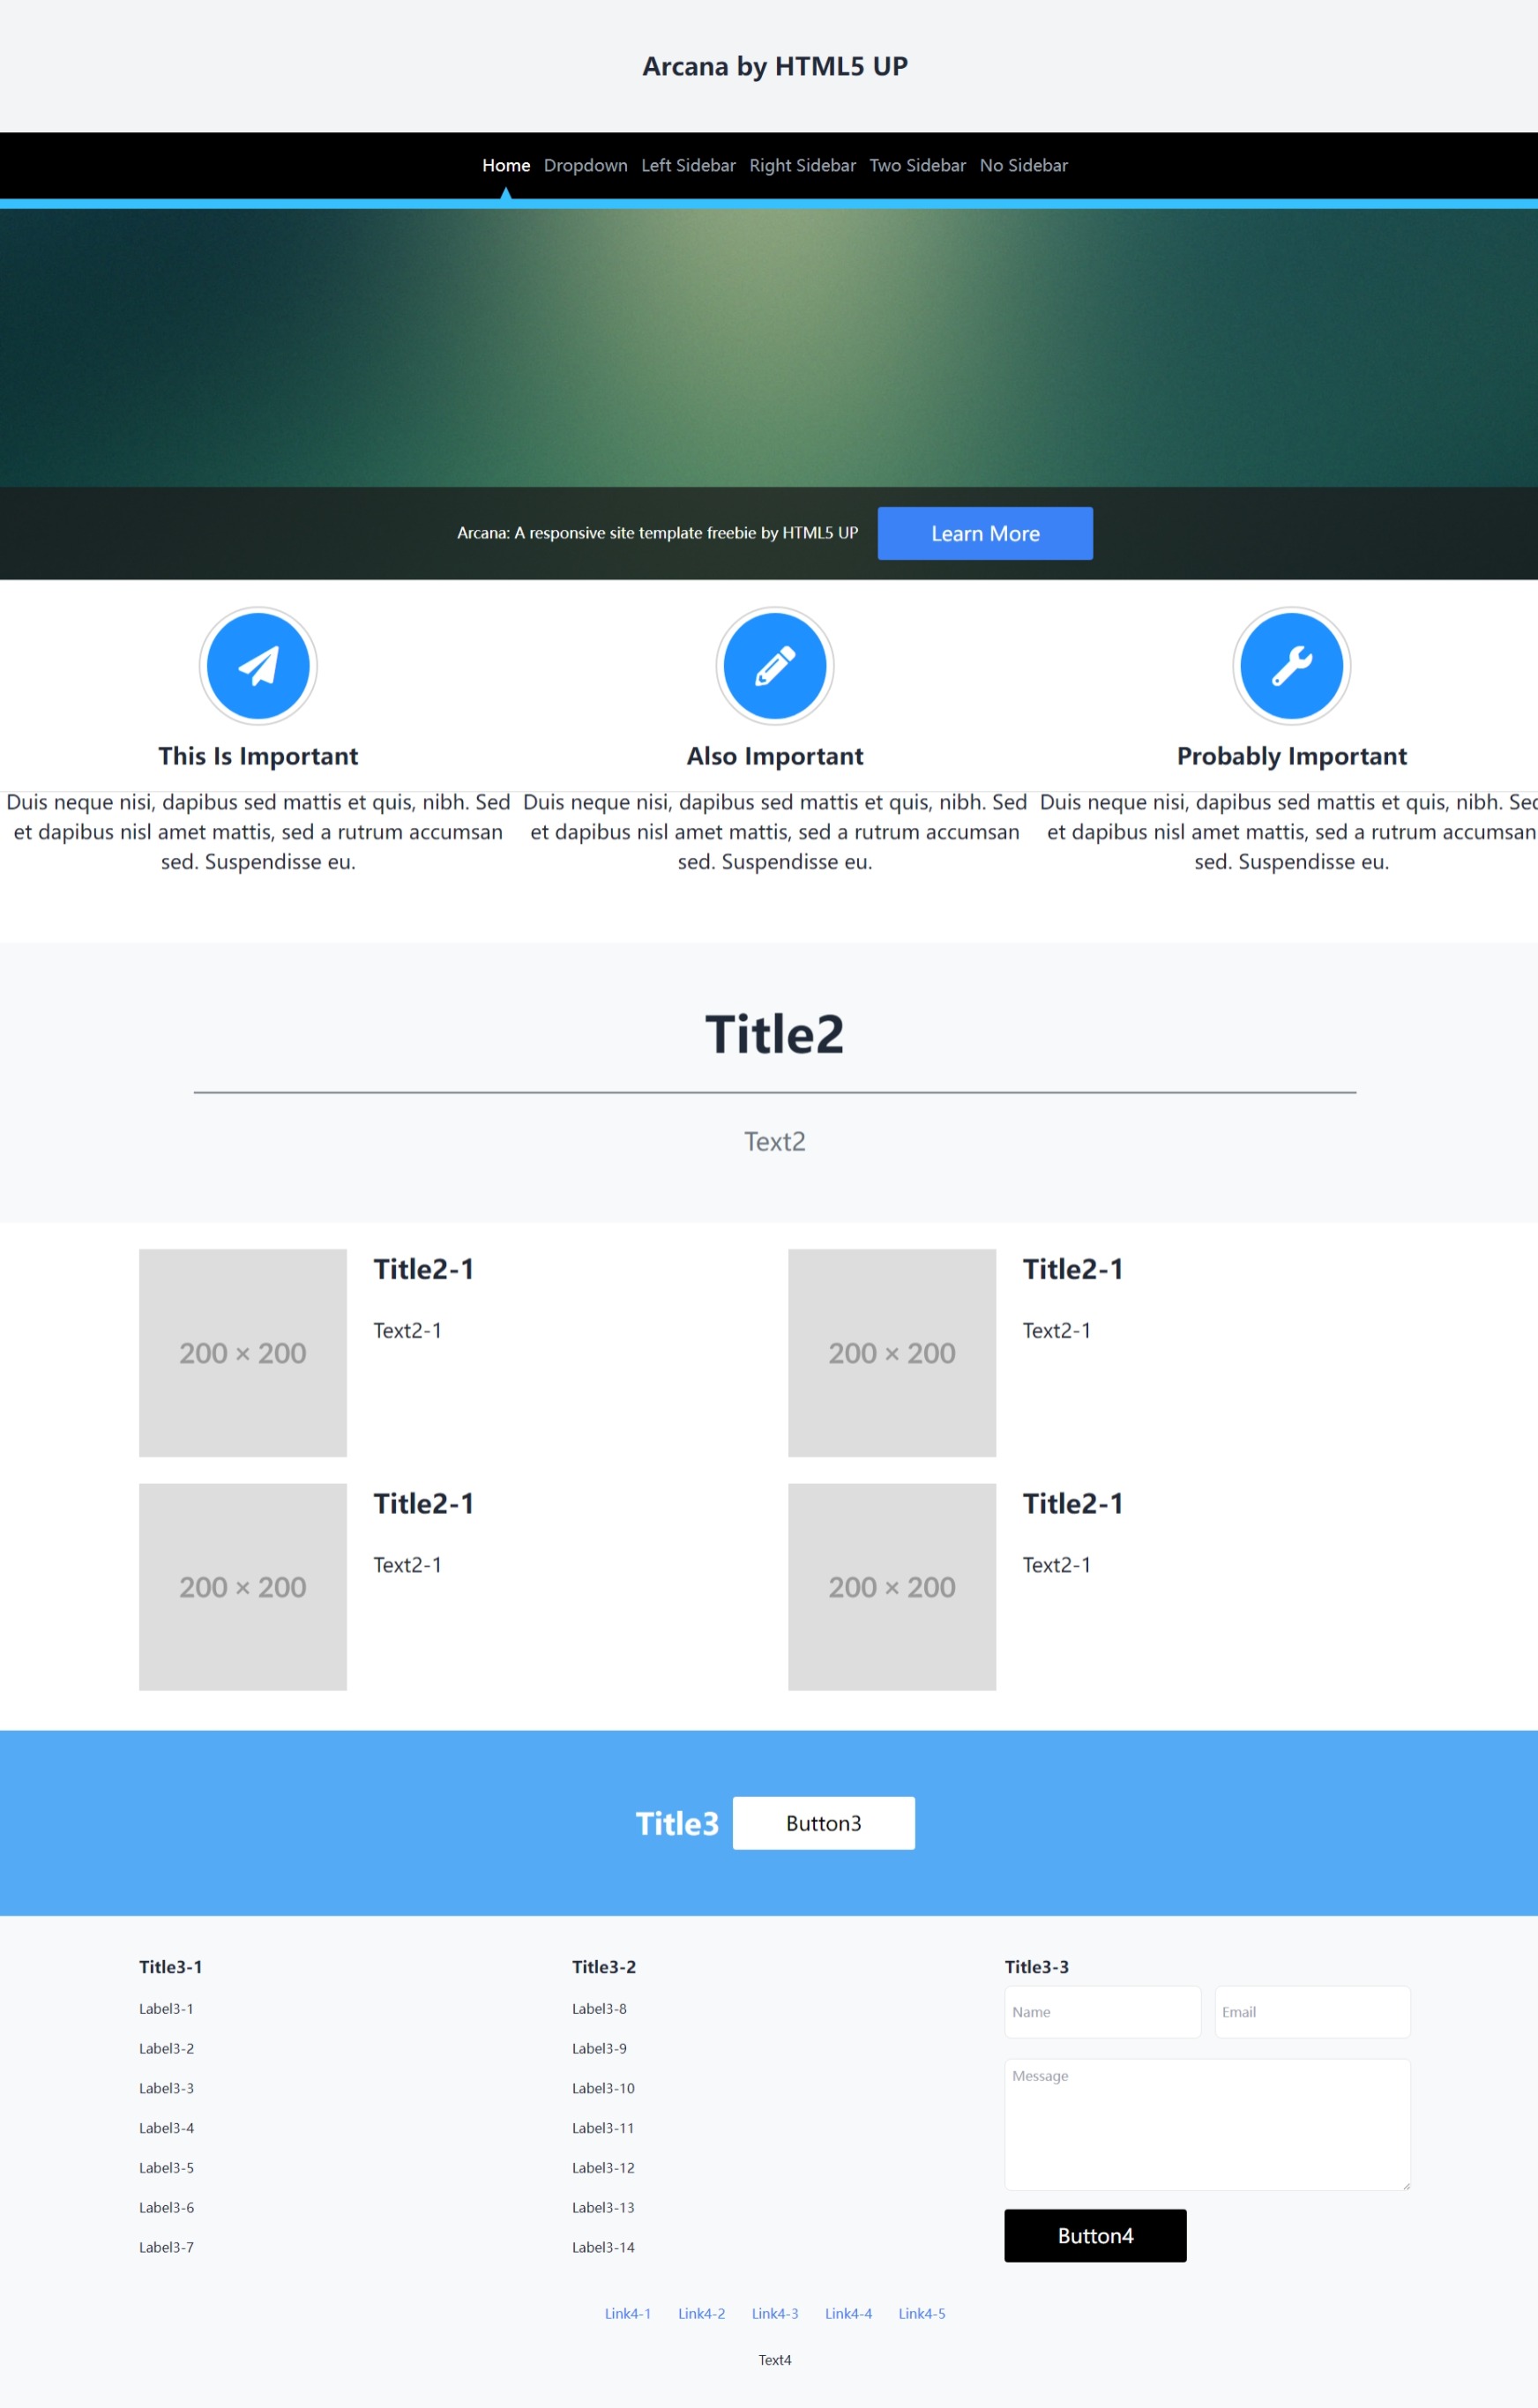 Arcana by HTML5 UP
Home Dropdown Left Sidebar Right Sidebar Two Sidebar No Sidebar
Arcana: A responsive site template freebie by HTML5 UP
Learn More
This Is Important
Duis neque nisi, dapibus sed mattis et quis, nibh. Sed
et dapibus nisl amet mattis, sed a rutrum accumsan
sed. Suspendisse eu.
Also Important
Duis neque nisi, dapibus sed mattis et quis, nibh. Sed
et dapibus nisl amet mattis, sed a rutrum accumsan
sed. Suspendisse eu.
Probably Important
Duis neque nisi, dapibus sed mattis et quis, nibh. Sed
et dapibus nisl amet mattis, sed a rutrum accumsan
sed. Suspendisse eu.
Title2
Text2
200 × 200
Title2-1
Text2-1
200 × 200
Title2-1
Text2-1
200 × 200
Title2-1
Text2-1
200 × 200
Title2-1
Text2-1
Title3
Button3
Title3-1
Label3-1
Label3-2
Label3-3
Label3-4
Label3-5
Label3-6
Label3-7
Title3-2
Label3-8
Label3-9
Label3-10
Label3-11
Label3-12
Label3-13
Label3-14
Title3-3
Name
Email
Message
Button4
Link4-1 Link4-2 Link4-3 Link4-4 Link4-5
Text4